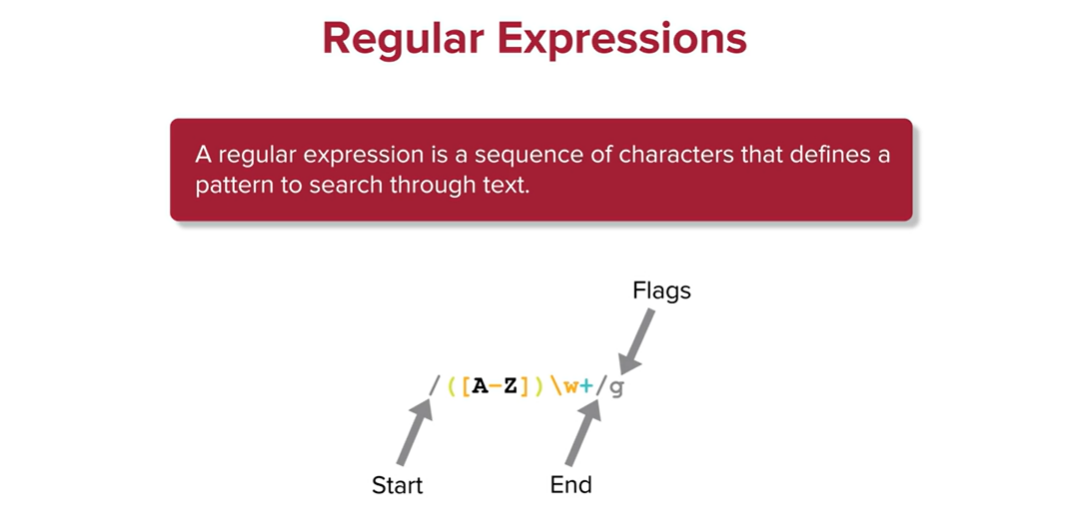 Regular Expressions
A regular expression is a sequence of characters that defines a
pattern to search through text.
Flags
/([A-Z])\w+/g
Start
End